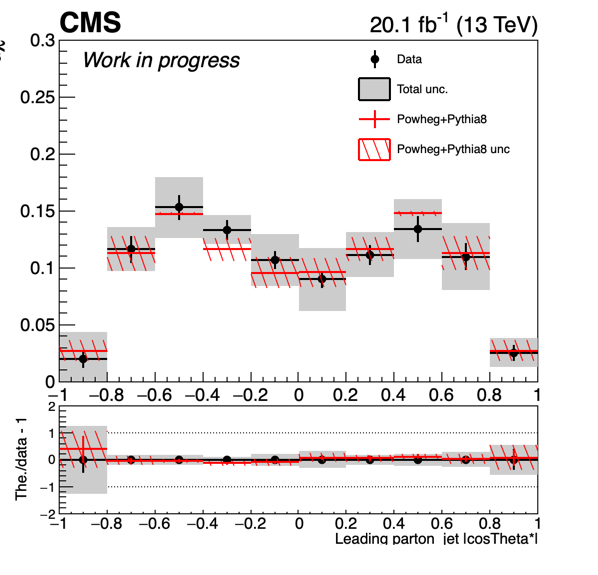 CMS 20.1 fb⁻¹ (13 TeV)
0.3
Work in progress
Data
0.25
Total unc.
Powheg+Pythia8
0.2
Powheg+Pythia8 unc
0.15
0.1
0.05
0
−1 −0.8 −0.6 −0.4 −0.2 0 0.2 0.4 0.6 0.8 1
The./data - 1
2
1
0
−1
−2
−1 −0.8 −0.6 −0.4 −0.2 0 0.2 0.4 0.6 0.8 1
Leading parton jet |cosTheta*|